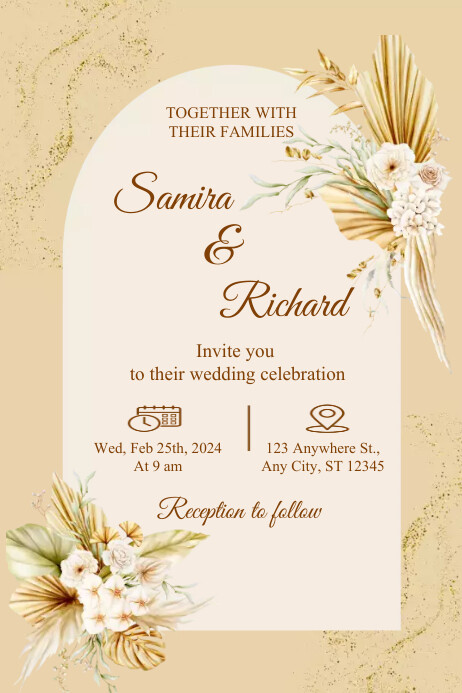 TOGETHER WITH
THEIR FAMILIES
Samira
&
Richard
Invite you
to their wedding celebration
Wed, Feb 25th, 2024
At 9 am
123 Anywhere St.,
Any City, ST 12345
Reception to follow